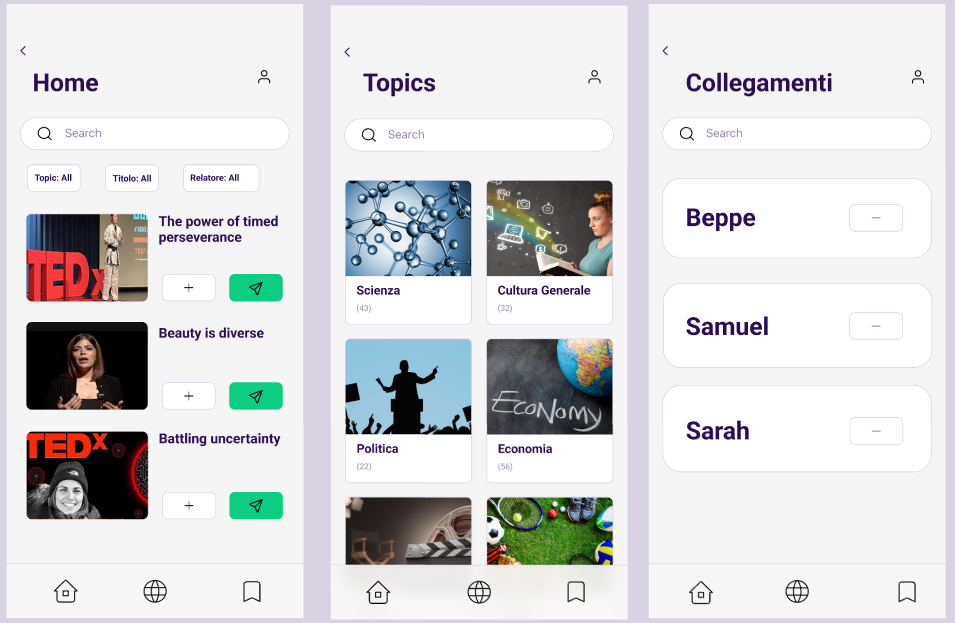 Home
Search
Topic: All
Titolo: All
Relatore: All
TEDx
The power of timed
perseverance
Beauty is diverse
TEDx
Battling uncertainty
Topics
Search
Scienza
(43)
Cultura Generale
(32)
ECONOMY
Politica
(22)
Economia
(56)
Collegamenti
Search
Beppe
Samuel
Sarah